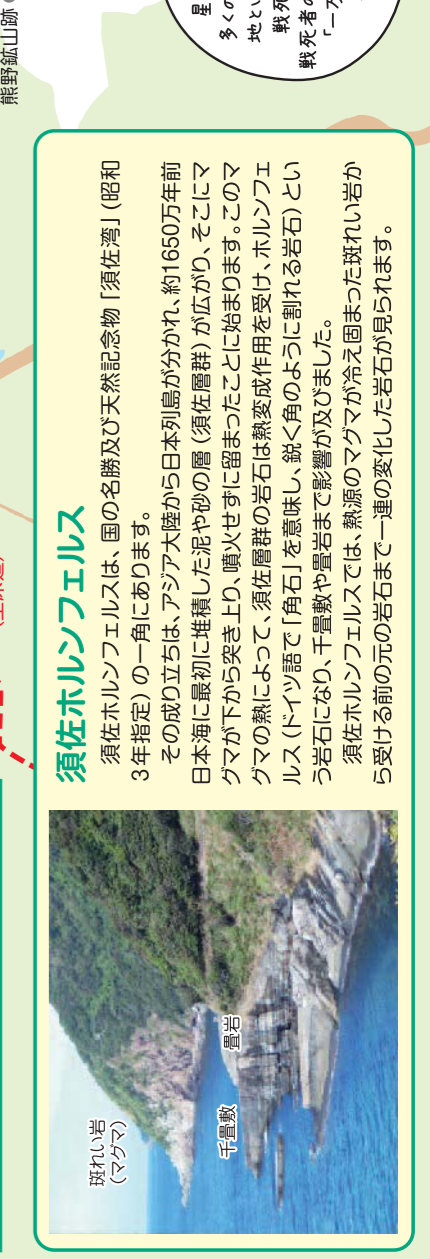 須佐ホルンフェルス
須佐ホルンフェルスは、国の名勝及び天然記念物「須佐湾」(昭和
3年指定)の一角にあります。
その成り立ちは、アジア大陸から日本列島が分かれ、約1650万年前
日本海に最初に堆積した泥や砂の層(須佐層群)が広がり、そこにマ
グマが下から突き上り、噴火せずに留まったことに始まります。このマ
グマの熱によって、須佐層群の岩石は熱変成作用を受け、ホルンフェ
ルス(ドイツ語で「角石」を意味し、鋭く角のように割れる岩石)とい
う岩石になり、千畳敷や畳岩まで影響が及びました。
須佐ホルンフェルスでは、熱源のマグマが冷え固まった斑れい岩か
ら受ける前の元の岩石まで一連の変化した岩石が見られます。
斑れい岩
(マグマ)
千畳敷
畳岩
熊野鉱山跡
星
多くの
地とい
戦死
戦死者の
「一万